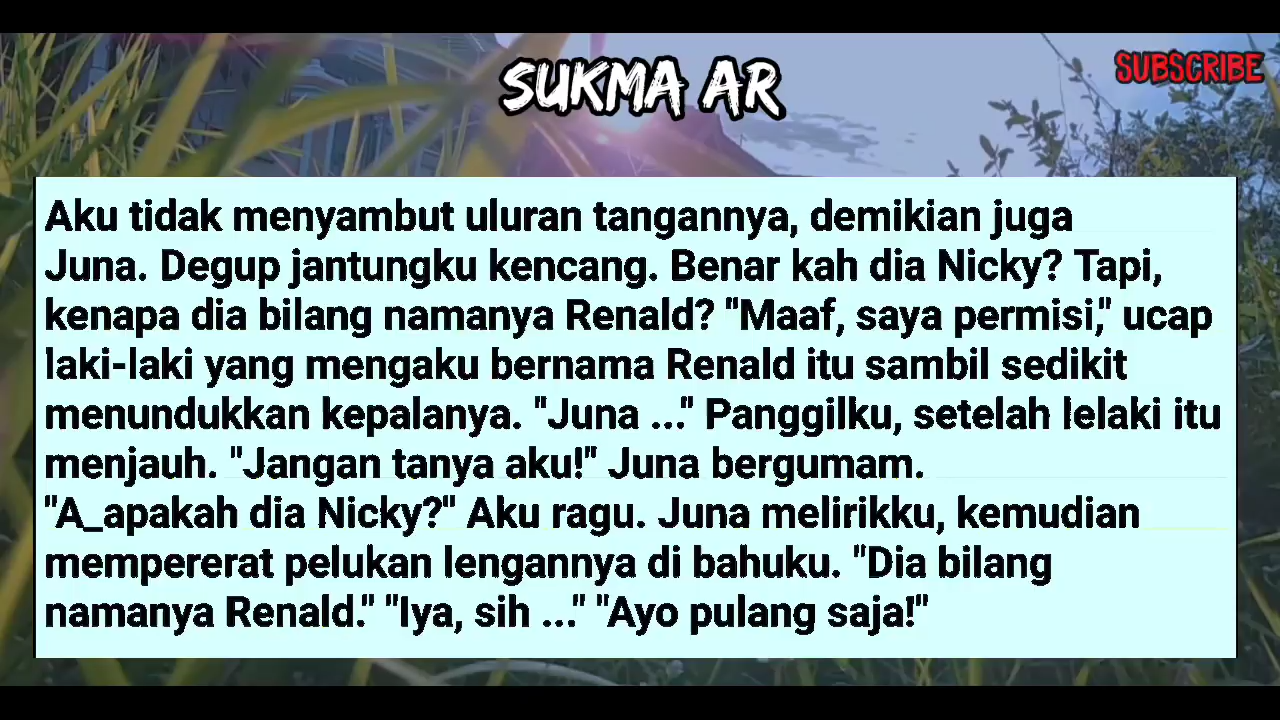 SUKMA AR
SUBSCRIBE
Aku tidak menyambut uluran tangannya, demikian juga
Juna. Degup jantungku kencang. Benar kah dia Nicky? Tapi,
kenapa dia bilang namanya Renald? "Maaf, saya permisi," ucap
laki-laki yang mengaku bernama Renald itu sambil sedikit
menundukkan kepalanya. "Juna ..." Panggilku, setelah lelaki itu
menjauh. "Jangan tanya aku!" Juna bergumam.
"A_apakah dia Nicky?" Aku ragu. Juna melirikku, kemudian
mempererat pelukan lengannya di bahuku. "Dia bilang
namanya Renald." "Iya, sih ..." "Ayo pulang saja!"